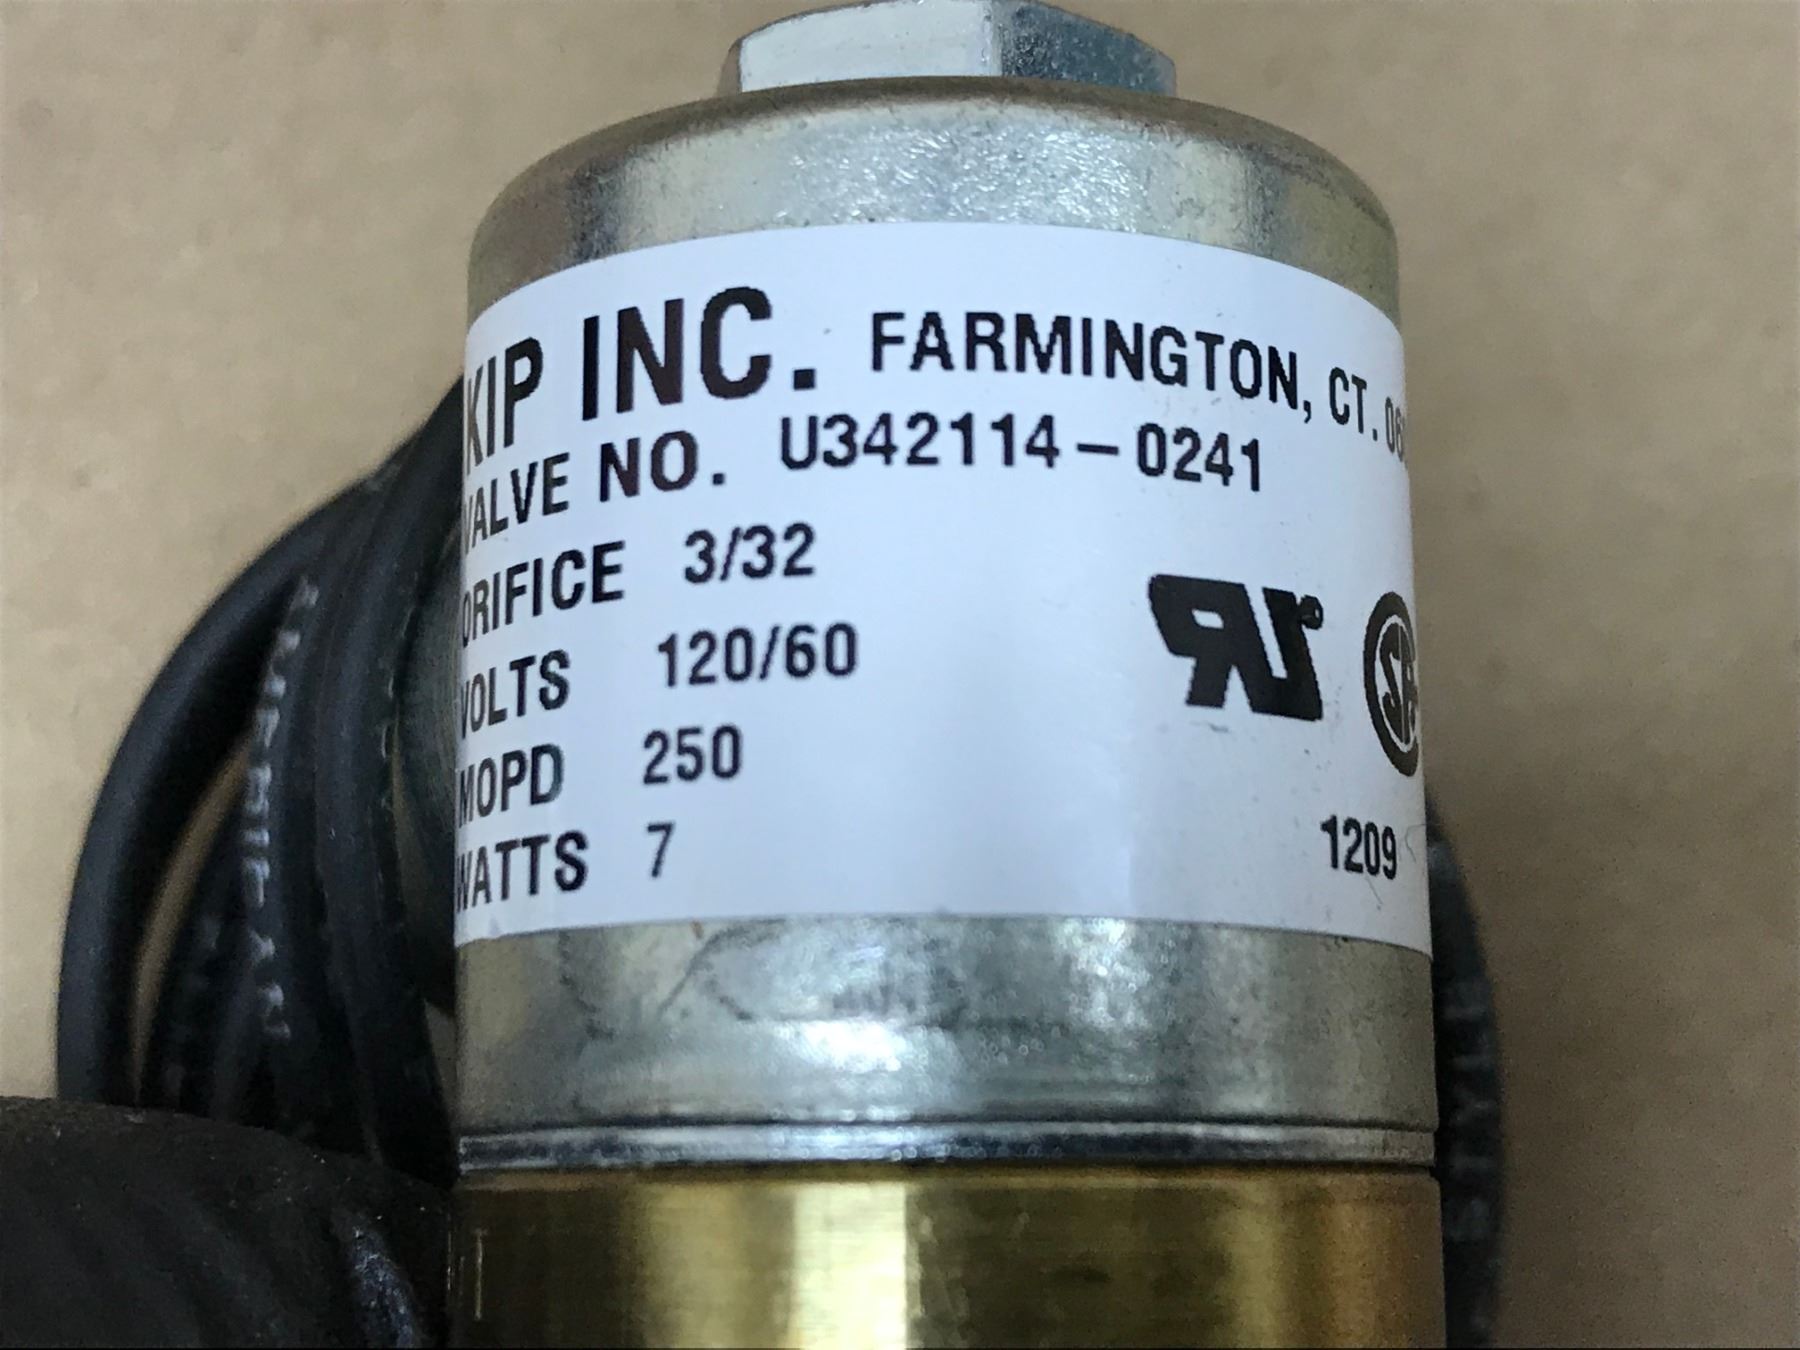 KIP INC. FARMINGTON, CT. 060
VALVE NO. U342114-0241
ORIFICE 3/32
VOLTS 120/60
MOPD 250
WATTS 7
1209